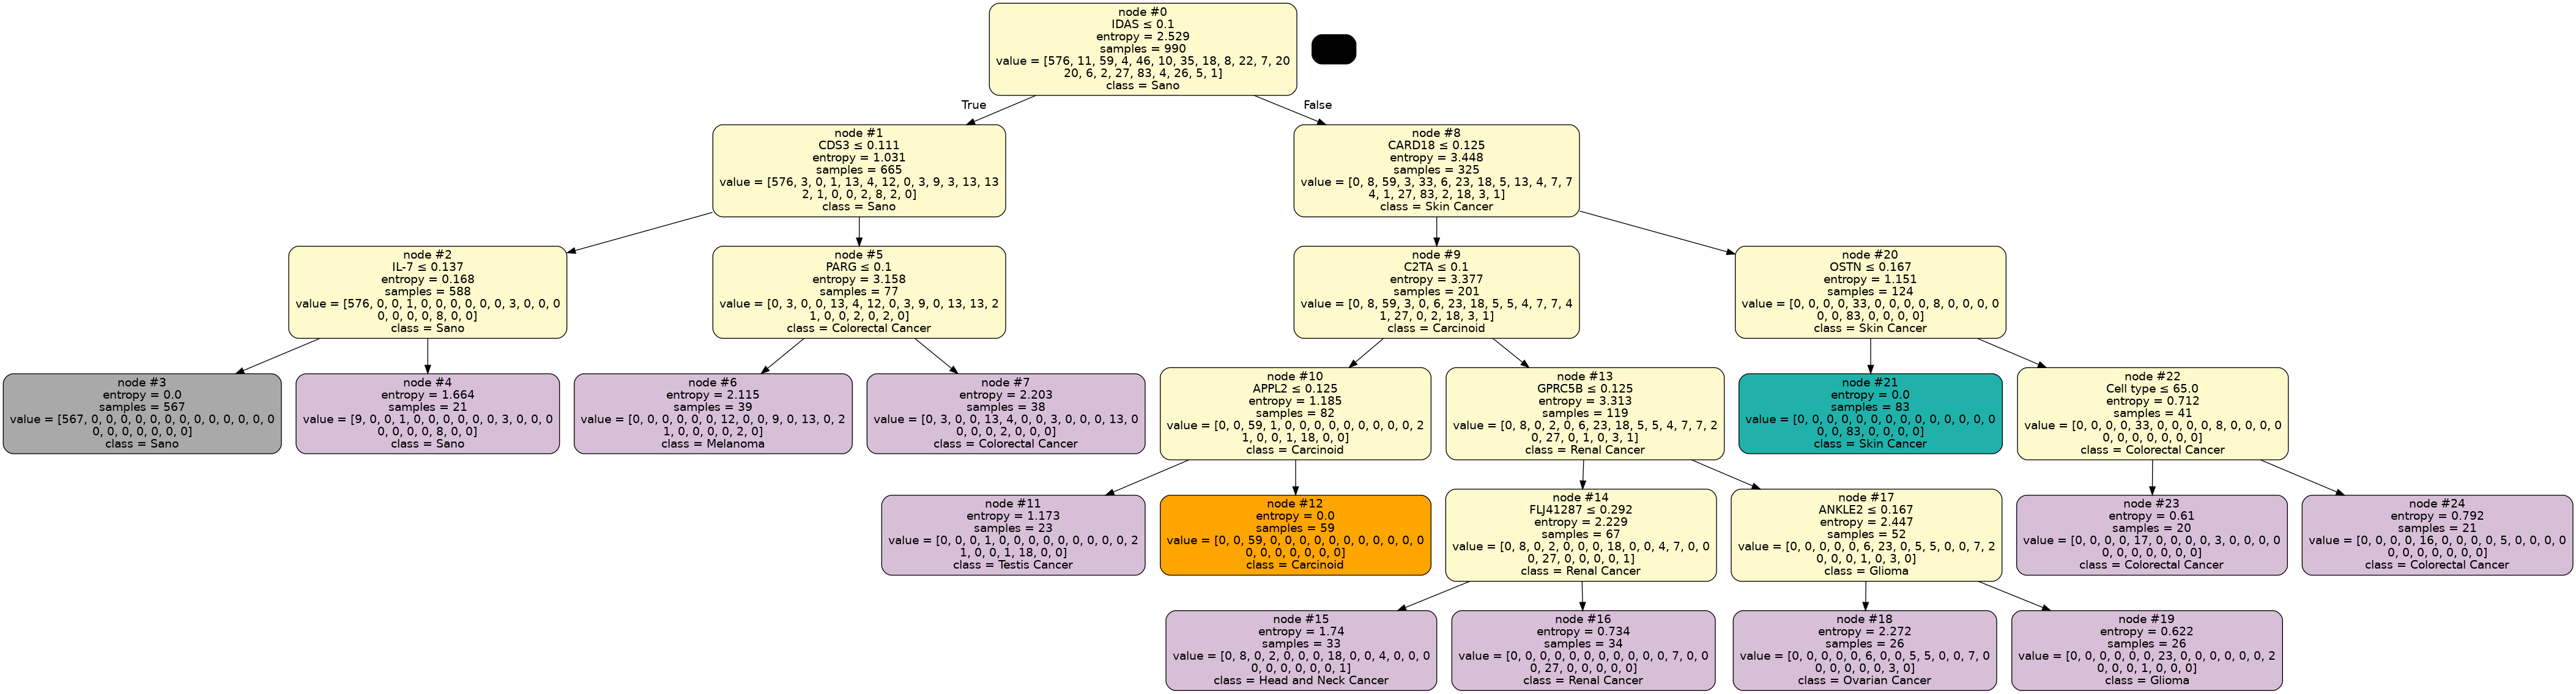 node #0
IDAS ≤ 0.1
entropy = 2.529
samples = 990
value = [576, 11, 59, 4, 46, 10, 35, 18, 8, 22, 7, 20
20, 6, 2, 27, 83, 4, 26, 5, 1]
class = Sano
True
False
node #1
CDS3 ≤ 0.111
entropy = 1.031
samples = 665
value = [576, 3, 0, 1, 13, 4, 12, 0, 3, 9, 3, 13, 13
2, 1, 0, 0, 2, 8, 2, 0]
class = Sano
node #8
CARD18 ≤ 0.125
entropy = 3.448
samples = 325
value = [0, 8, 59, 3, 33, 6, 23, 18, 5, 13, 4, 7, 7
4, 1, 27, 83, 2, 18, 3, 1]
class = Skin Cancer
node #2
IL-7 ≤ 0.137
entropy = 0.168
samples = 588
value = [576, 0, 0, 1, 0, 0, 0, 0, 0, 0, 3, 0, 0, 0
0, 0, 0, 0, 8, 0, 0]
class = Sano
node #5
PARG ≤ 0.1
entropy = 3.158
samples = 77
value = [0, 3, 0, 0, 13, 4, 12, 0, 3, 9, 0, 13, 13, 2
1, 0, 0, 2, 0, 2, 0]
class = Colorectal Cancer
node #9
C2TA ≤ 0.1
entropy = 3.377
samples = 201
value = [0, 8, 59, 3, 0, 6, 23, 18, 5, 5, 4, 7, 7, 4
1, 27, 0, 2, 18, 3, 1]
class = Carcinoid
node #20
OSTN ≤ 0.167
entropy = 1.151
samples = 124
value = [0, 0, 0, 0, 33, 0, 0, 0, 0, 8, 0, 0, 0, 0
0, 0, 83, 0, 0, 0, 0]
class = Skin Cancer
node #3
entropy = 0.0
samples = 567
value = [567, 0, 0, 0, 0, 0, 0, 0, 0, 0, 0, 0, 0, 0
0, 0, 0, 0, 0, 0, 0]
class = Sano
node #4
entropy = 1.664
samples = 21
value = [9, 0, 0, 1, 0, 0, 0, 0, 0, 0, 3, 0, 0, 0
0, 0, 0, 0, 8, 0, 0]
class = Sano
node #6
entropy = 2.115
samples = 39
value = [0, 0, 0, 0, 0, 0, 12, 0, 0, 9, 0, 13, 0, 2
1, 0, 0, 0, 0, 2, 0]
class = Melanoma
node #7
entropy = 2.203
samples = 38
value = [0, 3, 0, 0, 13, 4, 0, 0, 3, 0, 0, 0, 13, 0
0, 0, 0, 2, 0, 0, 0]
class = Colorectal Cancer
node #10
APPL2 ≤ 0.125
entropy = 1.185
samples = 82
value = [0, 0, 59, 1, 0, 0, 0, 0, 0, 0, 0, 0, 0, 2
1, 0, 0, 1, 18, 0, 0]
class = Carcinoid
node #13
GPRC5B ≤ 0.125
entropy = 3.313
samples = 119
value = [0, 8, 0, 2, 0, 6, 23, 18, 5, 5, 4, 7, 7, 2
0, 27, 0, 1, 0, 3, 1]
class = Renal Cancer
node #21
entropy = 0.0
samples = 83
value = [0, 0, 0, 0, 0, 0, 0, 0, 0, 0, 0, 0, 0, 0
0, 0, 83, 0, 0, 0, 0]
class = Skin Cancer
node #22
Cell type ≤ 65.0
entropy = 0.712
samples = 41
value = [0, 0, 0, 0, 33, 0, 0, 0, 0, 8, 0, 0, 0, 0
0, 0, 0, 0, 0, 0, 0]
class = Colorectal Cancer
node #11
entropy = 1.173
samples = 23
value = [0, 0, 0, 1, 0, 0, 0, 0, 0, 0, 0, 0, 0, 2
1, 0, 0, 1, 18, 0, 0]
class = Testis Cancer
node #12
entropy = 0.0
samples = 59
value = [0, 0, 59, 0, 0, 0, 0, 0, 0, 0, 0, 0, 0, 0
0, 0, 0, 0, 0, 0, 0]
class = Carcinoid
node #14
FLJ41287 ≤ 0.292
entropy = 2.229
samples = 67
value = [0, 8, 0, 2, 0, 0, 0, 18, 0, 0, 4, 7, 0, 0
0, 27, 0, 0, 0, 0, 1]
class = Renal Cancer
node #17
ANKLE2 ≤ 0.167
entropy = 2.447
samples = 52
value = [0, 0, 0, 0, 0, 6, 23, 0, 5, 5, 0, 0, 7, 2
0, 0, 0, 1, 0, 3, 0]
class = Glioma
node #23
entropy = 0.61
samples = 20
value = [0, 0, 0, 0, 17, 0, 0, 0, 0, 3, 0, 0, 0, 0
0, 0, 0, 0, 0, 0, 0]
class = Colorectal Cancer
node #24
entropy = 0.792
samples = 21
value = [0, 0, 0, 0, 16, 0, 0, 0, 0, 5, 0, 0, 0, 0
0, 0, 0, 0, 0, 0, 0]
class = Colorectal Cancer
node #15
entropy = 1.74
samples = 33
value = [0, 8, 0, 2, 0, 0, 0, 18, 0, 0, 4, 0, 0, 0
0, 0, 0, 0, 0, 0, 1]
class = Head and Neck Cancer
node #16
entropy = 0.734
samples = 34
value = [0, 0, 0, 0, 0, 0, 0, 0, 0, 0, 0, 7, 0, 0
0, 27, 0, 0, 0, 0, 0]
class = Renal Cancer
node #18
entropy = 2.272
samples = 26
value = [0, 0, 0, 0, 0, 6, 0, 0, 5, 5, 0, 0, 7, 0
0, 0, 0, 0, 0, 3, 0]
class = Ovarian Cancer
node #19
entropy = 0.622
samples = 26
value = [0, 0, 0, 0, 0, 0, 23, 0, 0, 0, 0, 0, 0, 2
0, 0, 0, 1, 0, 0, 0]
class = Glioma